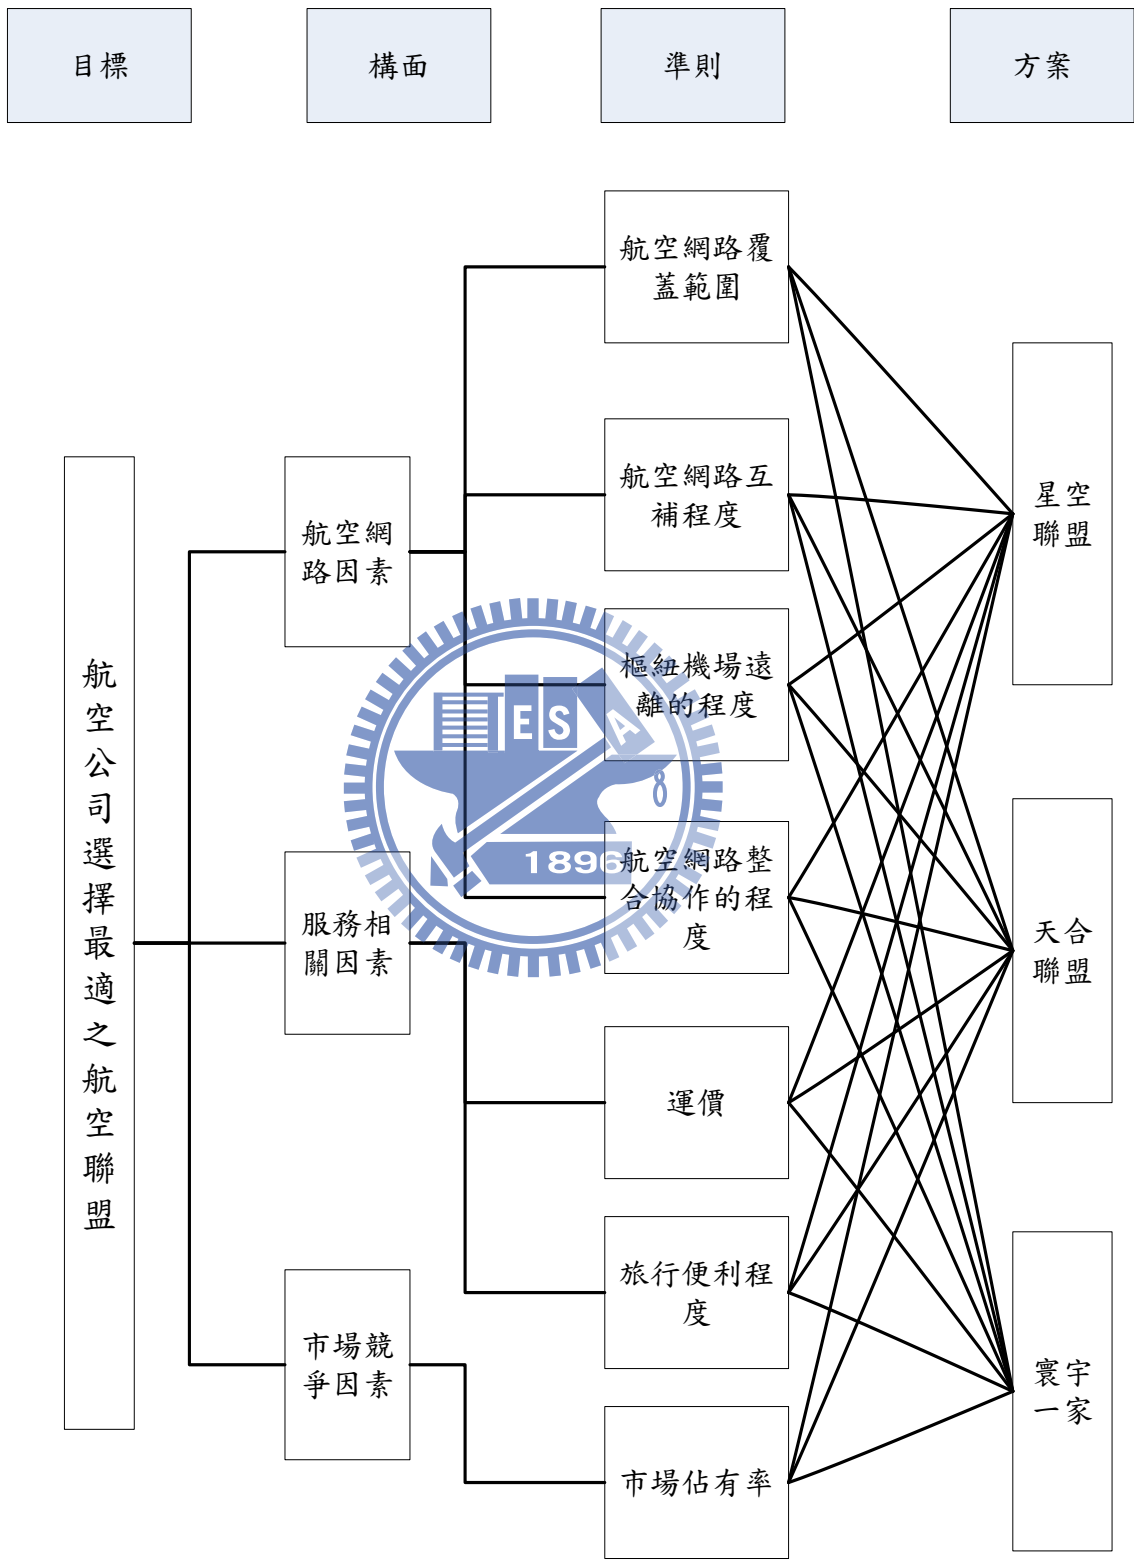 目標
構面
準則
方案
航空網路覆
蓋範圍
航空網路互
補程度
星空
聯盟
航空網
路因素
樞紐機場遠
離的程度
ESA
1896
航空網路整
合協作的程
度
航空公司選擇最適之航空聯盟
服務相
關因素
天合
聯盟
運價
旅行便利程
度
市場競
爭因素
寰宇
一家
市場佔有率